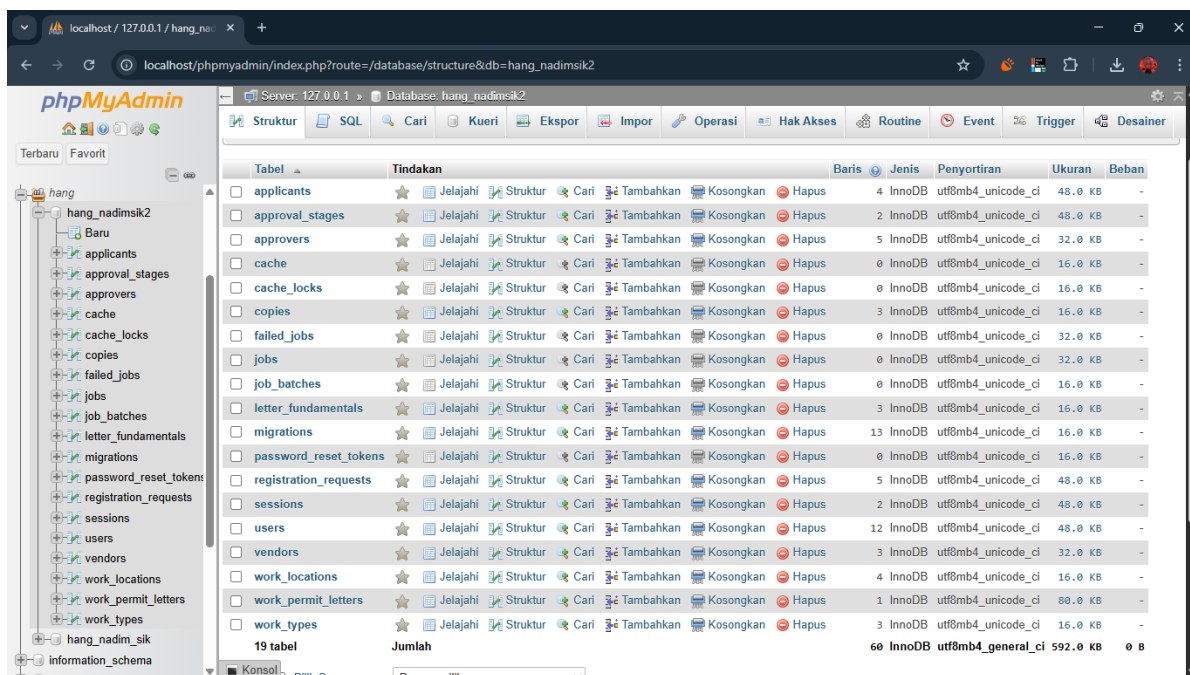 localhost / 127.0.0.1 / hang_nad
localhost/phpmyadmin/index.php?route=/database/structure&db=hang_nadimsik2
phpMyAdmin
Terbaru Favorit
hang
hang_nadimsik2
Baru
applicants
approval_stages
approvers
cache
cache_locks
copies
failed_jobs
jobs
job_batches
letter_fundamentals
migrations
password_reset_tokens
registration_requests
sessions
users
vendors
work_locations
work_permit_letters
work_types
hang_nadim_sik
information_schema
Server: 127.0.0.1 » Database: hang_nadimsik2
Struktur SQL Cari Kueri Ekspor Impor Operasi Hak Akses Routine Event Trigger Desainer
Tabel Tindakan Baris Jenis Penyortiran Ukuran Beban
applicants Jelajahi Struktur Cari Tambahkan Kosongkan Hapus 4 InnoDB utf8mb4_unicode_ci 48.0 KB -
approval_stages Jelajahi Struktur Cari Tambahkan Kosongkan Hapus 2 InnoDB utf8mb4_unicode_ci 48.0 KB -
approvers Jelajahi Struktur Cari Tambahkan Kosongkan Hapus 5 InnoDB utf8mb4_unicode_ci 32.0 KB -
cache Jelajahi Struktur Cari Tambahkan Kosongkan Hapus 0 InnoDB utf8mb4_unicode_ci 16.0 KB -
cache_locks Jelajahi Struktur Cari Tambahkan Kosongkan Hapus 0 InnoDB utf8mb4_unicode_ci 16.0 KB -
copies Jelajahi Struktur Cari Tambahkan Kosongkan Hapus 3 InnoDB utf8mb4_unicode_ci 16.0 KB -
failed_jobs Jelajahi Struktur Cari Tambahkan Kosongkan Hapus 0 InnoDB utf8mb4_unicode_ci 32.0 KB -
jobs Jelajahi Struktur Cari Tambahkan Kosongkan Hapus 0 InnoDB utf8mb4_unicode_ci 32.0 KB -
job_batches Jelajahi Struktur Cari Tambahkan Kosongkan Hapus 0 InnoDB utf8mb4_unicode_ci 16.0 KB -
letter_fundamentals Jelajahi Struktur Cari Tambahkan Kosongkan Hapus 3 InnoDB utf8mb4_unicode_ci 16.0 KB -
migrations Jelajahi Struktur Cari Tambahkan Kosongkan Hapus 13 InnoDB utf8mb4_unicode_ci 16.0 KB -
password_reset_tokens Jelajahi Struktur Cari Tambahkan Kosongkan Hapus 0 InnoDB utf8mb4_unicode_ci 16.0 KB -
registration_requests Jelajahi Struktur Cari Tambahkan Kosongkan Hapus 5 InnoDB utf8mb4_unicode_ci 48.0 KB -
sessions Jelajahi Struktur Cari Tambahkan Kosongkan Hapus 2 InnoDB utf8mb4_unicode_ci 48.0 KB -
users Jelajahi Struktur Cari Tambahkan Kosongkan Hapus 12 InnoDB utf8mb4_unicode_ci 48.0 KB -
vendors Jelajahi Struktur Cari Tambahkan Kosongkan Hapus 3 InnoDB utf8mb4_unicode_ci 32.0 KB -
work_locations Jelajahi Struktur Cari Tambahkan Kosongkan Hapus 4 InnoDB utf8mb4_unicode_ci 16.0 KB -
work_permit_letters Jelajahi Struktur Cari Tambahkan Kosongkan Hapus 1 InnoDB utf8mb4_unicode_ci 80.0 KB -
work_types Jelajahi Struktur Cari Tambahkan Kosongkan Hapus 3 InnoDB utf8mb4_unicode_ci 16.0 KB -
19 tabel Jumlah 60 InnoDB utf8mb4_general_ci 592.0 KB 0 B
Konsol